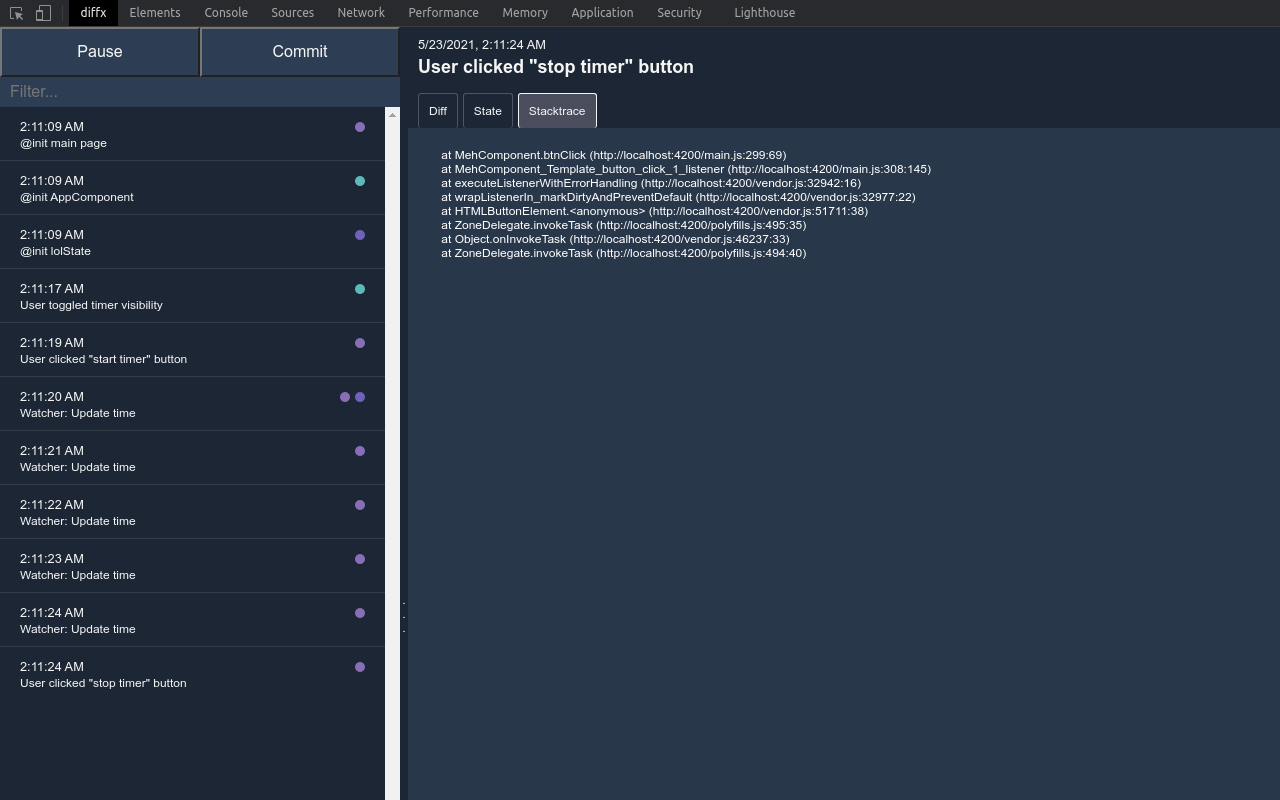 diffx Elements Console Sources Network Performance Memory Application Security Lighthouse
Pause Commit
Filter...
2:11:09 AM
@init main page
2:11:09 AM
@init AppComponent
2:11:09 AM
@init lolState
2:11:17 AM
User toggled timer visibility
2:11:19 AM
User clicked "start timer" button
2:11:20 AM
Watcher: Update time
2:11:21 AM
Watcher: Update time
2:11:22 AM
Watcher: Update time
2:11:23 AM
Watcher: Update time
2:11:24 AM
Watcher: Update time
2:11:24 AM
User clicked "stop timer" button
5/23/2021, 2:11:24 AM
User clicked "stop timer" button
Diff State Stacktrace
at MehComponent.btnClick (http://localhost:4200/main.js:299:69)
at MehComponent_Template_button_click_1_listener (http://localhost:4200/main.js:308:145)
at executeListenerWithErrorHandling (http://localhost:4200/vendor.js:32942:16)
at wrapListenerIn_markDirtyAndPreventDefault (http://localhost:4200/vendor.js:32977:22)
at HTMLButtonElement.<anonymous> (http://localhost:4200/vendor.js:51711:38)
at ZoneDelegate.invokeTask (http://localhost:4200/polyfills.js:495:35)
at Object.onInvokeTask (http://localhost:4200/vendor.js:46237:33)
at ZoneDelegate.invokeTask (http://localhost:4200/polyfills.js:494:40)